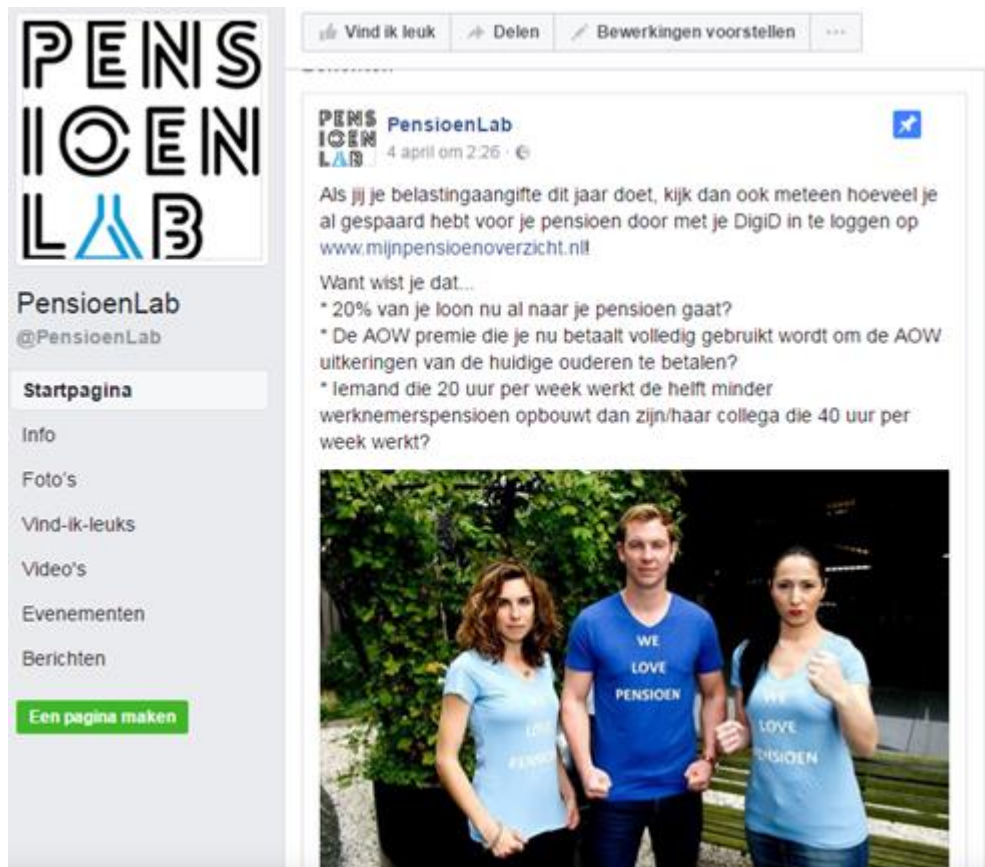 PENS
IOEN
LAB
PensioenLab
@PensioenLab
Startpagina
Info
Foto's
Vind-ik-leuks
Video's
Evenementen
Berichten
Een pagina maken
Vind ik leuk
Delen
Bewerkingen voorstellen
PENS
IOEN
LAB
PensioenLab
4 april om 2:26 ·
Als jij je belastingaangifte dit jaar doet, kijk dan ook meteen hoeveel je
al gespaard hebt voor je pensioen door met je DigiD in te loggen op
www.mijnpensioenoverzicht.nl!
Want wist je dat...
* 20% van je loon nu al naar je pensioen gaat?
* De AOW premie die je nu betaalt volledig gebruikt wordt om de AOW
uitkeringen van de huidige ouderen te betalen?
* Iemand die 20 uur per week werkt de helft minder
werknemerspensioen opbouwt dan zijn/haar collega die 40 uur per
week werkt?
WE
LOVE
PENSIOEN
WE
LOVE
PENSIOEN